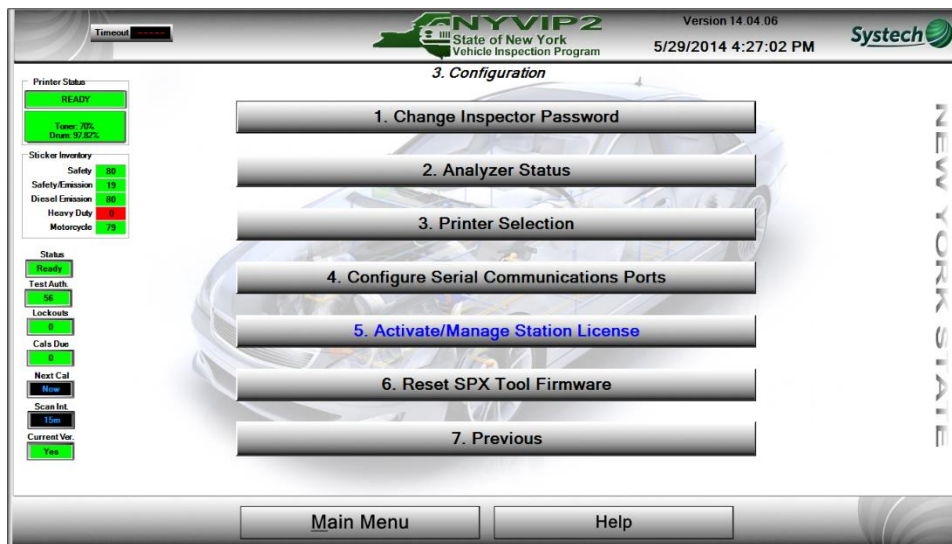 Timeout -----
NYVIP2
State of New York
Vehicle Inspection Program
Version 14.04.06
5/29/2014 4:27:02 PM
Systech
3. Configuration
Printer Status
READY
Toner: 70%
Drum: 97.82%
Sticker Inventory
Safety 80
Safety/Emission 19
Diesel Emission 80
Heavy Duty 0
Motorcycle 79
Status
Ready
Test Auth.
56
Lockouts
0
Cals Due
0
Next Cal
Now
Scan Int.
15m
Current Ver.
Yes
1. Change Inspector Password
2. Analyzer Status
3. Printer Selection
4. Configure Serial Communications Ports
5. Activate/Manage Station License
6. Reset SPX Tool Firmware
7. Previous
NEW YORK STATE
Main Menu
Help